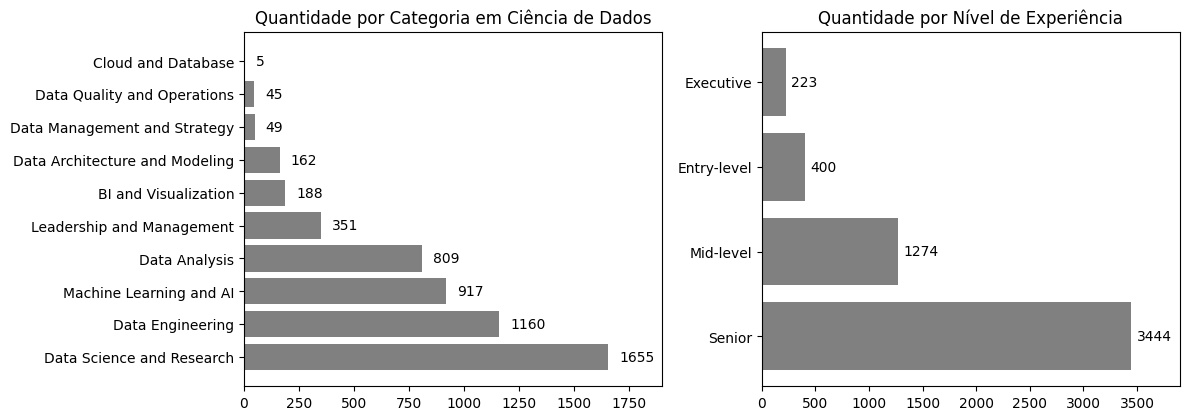 Quantidade por Categoria em Ciência de Dados
Cloud and Database 5
Data Quality and Operations 45
Data Management and Strategy 49
Data Architecture and Modeling 162
BI and Visualization 188
Leadership and Management 351
Data Analysis 809
Machine Learning and AI 917
Data Engineering 1160
Data Science and Research 1655
0 250 500 750 1000 1250 1500 1750
Quantidade por Nível de Experiência
Executive 223
Entry-level 400
Mid-level 1274
Senior 3444
0 500 1000 1500 2000 2500 3000 3500